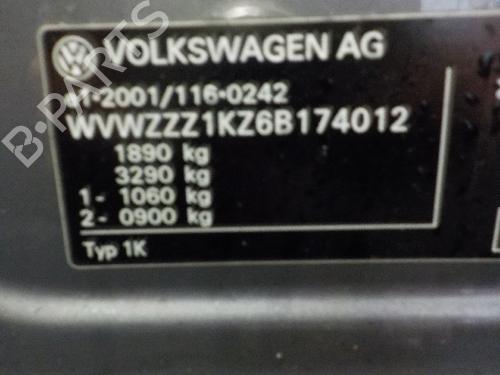 VOLKSWAGEN AG
e1*2001/116*0242
WVWZZZ1KZ6B174012
1890 kg
3290 kg
1- 1060 kg
2- 0900 kg
Typ 1K
B-PARTS